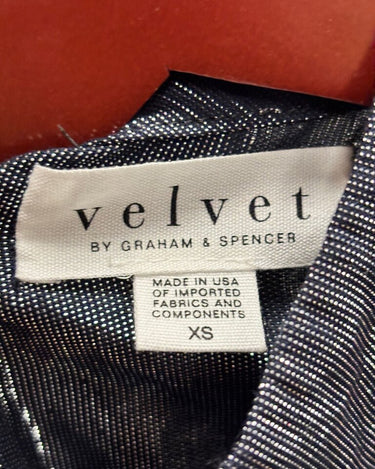 velvet
BY GRAHAM & SPENCER
MADE IN USA
OF IMPORTED
FABRICS AND
COMPONENTS
XS